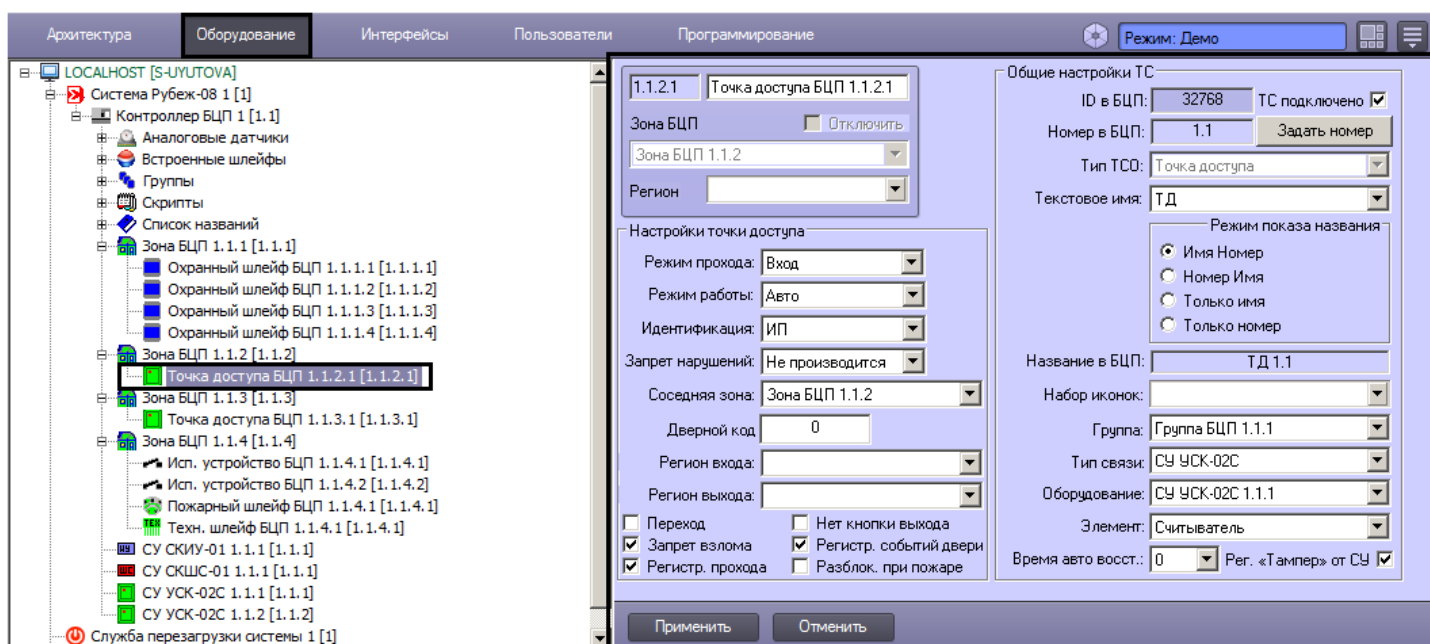 Архитектура Оборудование Интерфейсы Пользователи Программирование Режим: Демо
LOCALHOST [S-UYUTOVA]
Система Рубеж-08 1 [1]
Контроллер БЦП 1 [1.1]
Аналоговые датчики
Встроенные шлейфы
Группы
Скрипты
Список названий
Зона БЦП 1.1.1 [1.1.1]
Охранный шлейф БЦП 1.1.1.1 [1.1.1.1]
Охранный шлейф БЦП 1.1.1.2 [1.1.1.2]
Охранный шлейф БЦП 1.1.1.3 [1.1.1.3]
Охранный шлейф БЦП 1.1.1.4 [1.1.1.4]
Зона БЦП 1.1.2 [1.1.2]
Точка доступа БЦП 1.1.2.1 [1.1.2.1]
Зона БЦП 1.1.3 [1.1.3]
Точка доступа БЦП 1.1.3.1 [1.1.3.1]
Зона БЦП 1.1.4 [1.1.4]
Исп. устройство БЦП 1.1.4.1 [1.1.4.1]
Исп. устройство БЦП 1.1.4.2 [1.1.4.2]
Пожарный шлейф БЦП 1.1.4.1 [1.1.4.1]
ТЕХ Техн. шлейф БЦП 1.1.4.1 [1.1.4.1]
СУ СКИУ-01 1.1.1 [1.1.1]
СУ СКШС-01 1.1.1 [1.1.1]
СУ УСК-02С 1.1.1 [1.1.1]
СУ УСК-02С 1.1.2 [1.1.2]
Служба перезагрузки системы 1 [1]
1.1.2.1 Точка доступа БЦП 1.1.2.1
Зона БЦП Отключить
Зона БЦП 1.1.2
Регион
Настройки точки доступа
Режим прохода: Вход
Режим работы: Авто
Идентификация: ИП
Запрет нарушений: Не производится
Соседняя зона: Зона БЦП 1.1.2
Дверной код 0
Регион входа:
Регион выхода:
Переход Нет кнопки выхода
Запрет взлома Регистр. событий двери
Регистр. прохода Разблок. при пожаре
Общие настройки ТС
ID в БЦП: 32768 ТС подключено
Номер в БЦП: 1.1 Задать номер
Тип ТСО: Точка доступа
Текстовое имя: ТД
Режим показа названия
Имя Номер
Номер Имя
Только имя
Только номер
Название в БЦП: ТД 1.1
Набор иконок:
Группа: Группа БЦП 1.1.1
Тип связи: СУ УСК-02С
Оборудование: СУ УСК-02С 1.1.1
Элемент: Считыватель
Время авто восст.: 0 Рег. «Тампер» от СУ
Применить Отменить